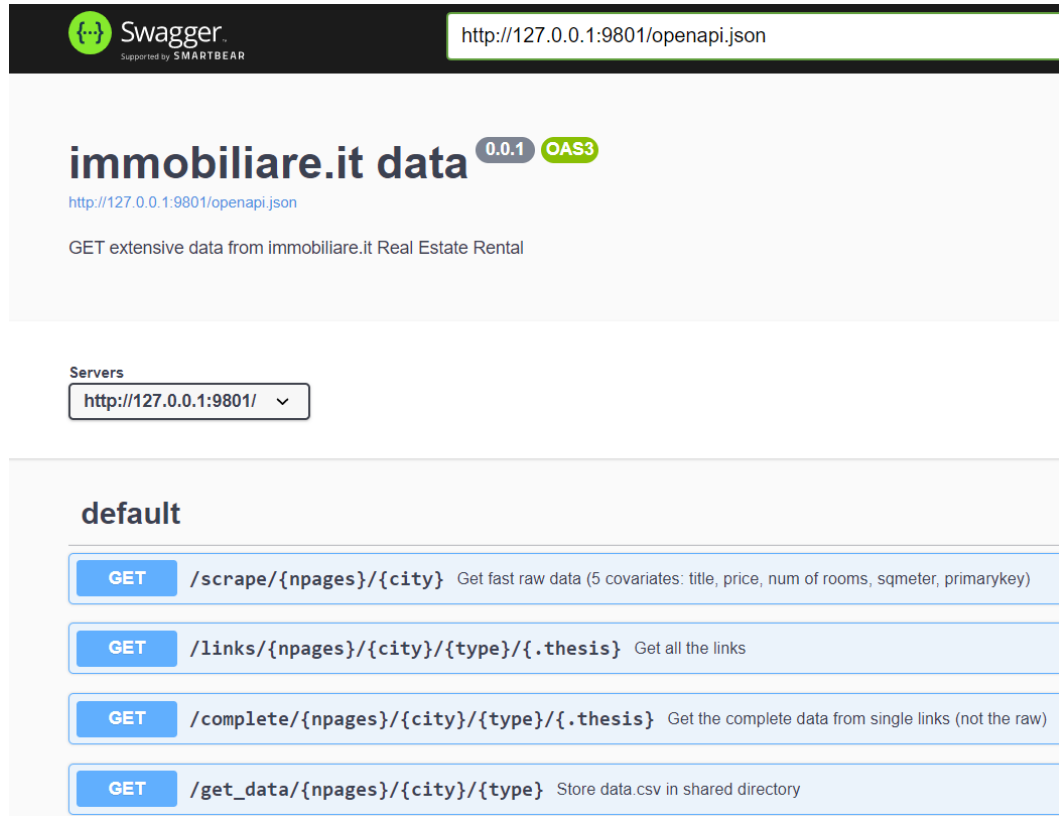 Swagger
Supported by SMARTBEAR
http://127.0.0.1:9801/openapi.json
immobiliare.it data 0.0.1 OAS3
http://127.0.0.1:9801/openapi.json
GET extensive data from immobiliare.it Real Estate Rental
Servers
http://127.0.0.1:9801/
default
GET /scrape/{npages}/{city} Get fast raw data (5 covariates: title, price, num of rooms, sqmeter, primarykey)
GET /links/{npages}/{city}/{type}/{.thesis} Get all the links
GET /complete/{npages}/{city}/{type}/{.thesis} Get the complete data from single links (not the raw)
GET /get_data/{npages}/{city}/{type} Store data.csv in shared directory